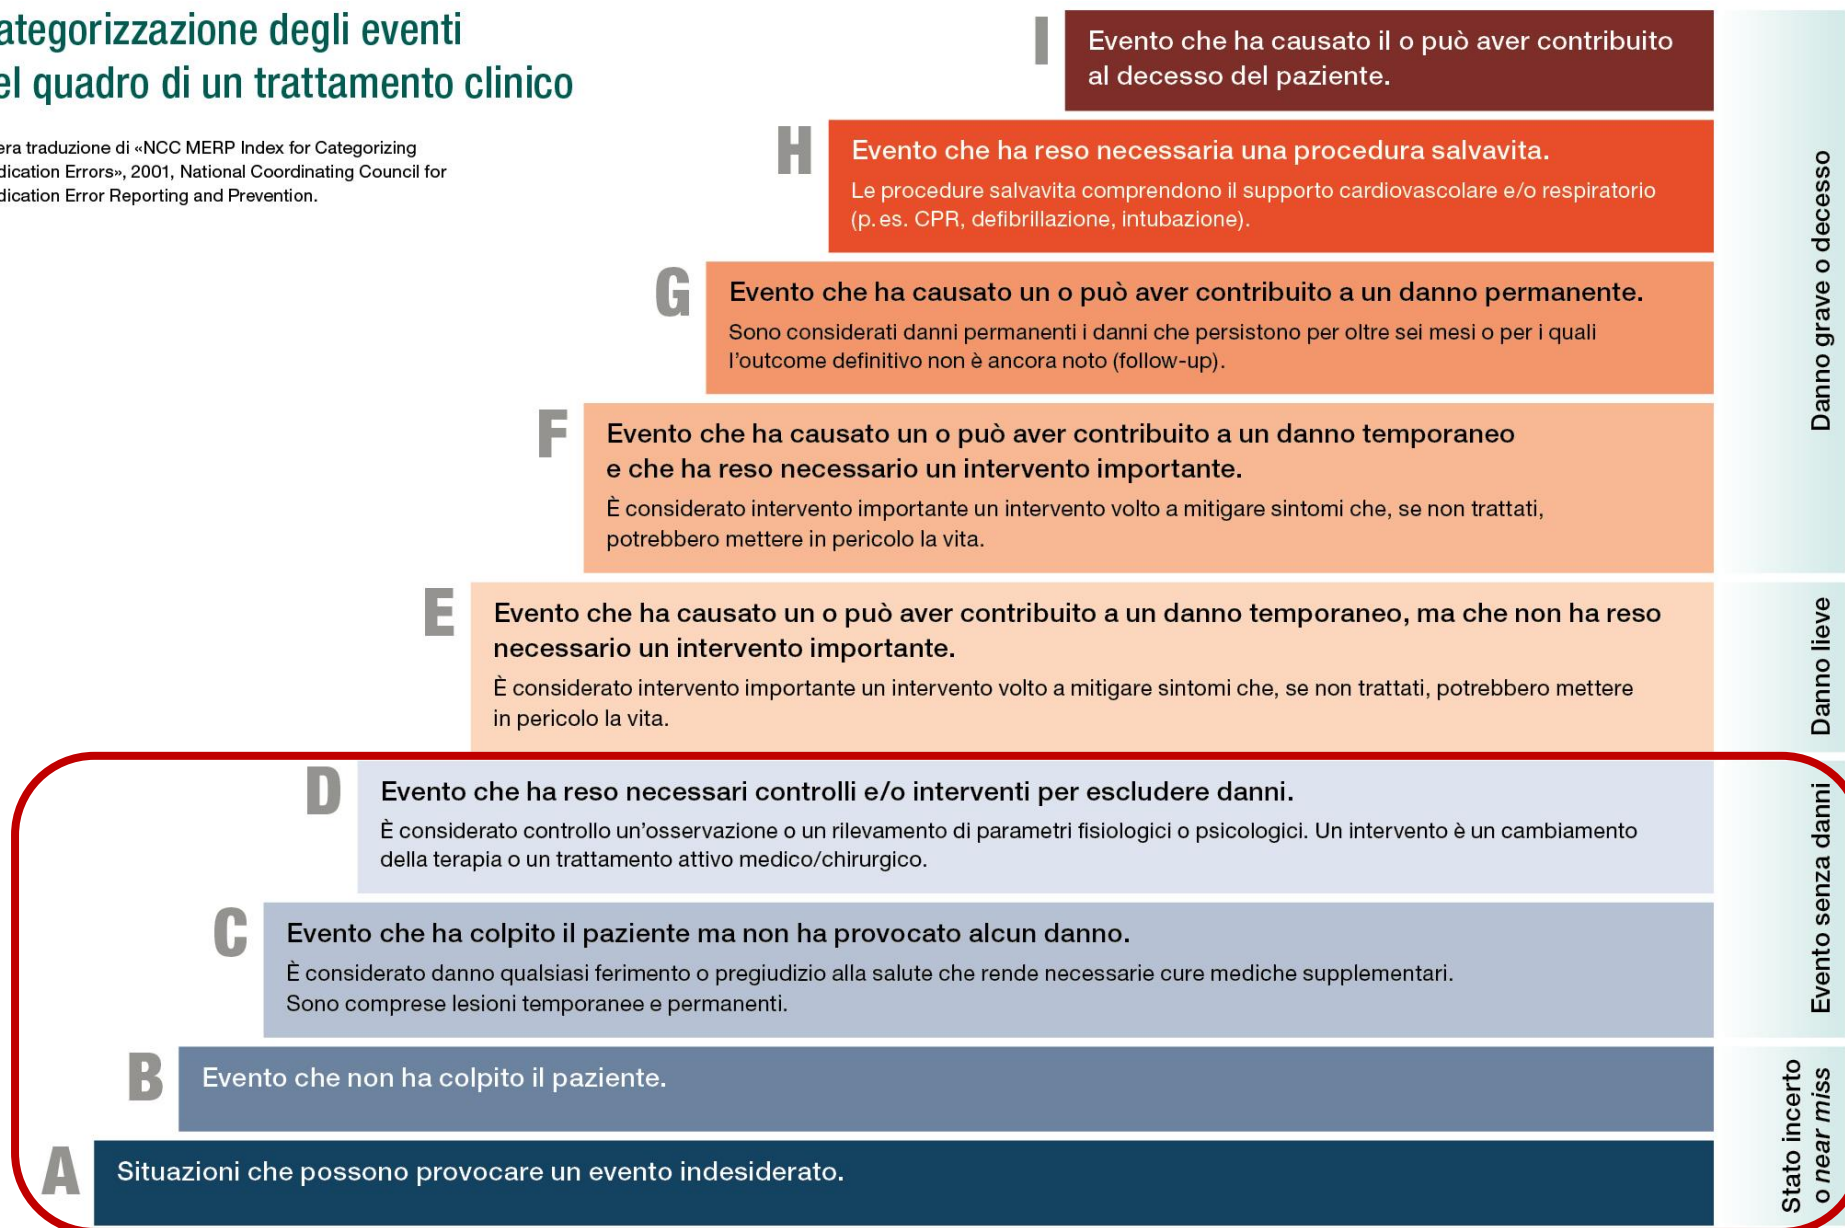 ategorizzazione degli eventi
el quadro di un trattamento clinico
era traduzione di «NCC MERP Index for Categorizing
dication Errors», 2001, National Coordinating Council for
dication Error Reporting and Prevention.
I
Evento che ha causato il o può aver contribuito
al decesso del paziente.
H
Evento che ha reso necessaria una procedura salvavita.
Le procedure salvavita comprendono il supporto cardiovascolare e/o respiratorio
(p. es. CPR, defibrillazione, intubazione).
G
Evento che ha causato un o può aver contribuito a un danno permanente.
Sono considerati danni permanenti i danni che persistono per oltre sei mesi o per i quali
l'outcome definitivo non è ancora noto (follow-up).
F
Evento che ha causato un o può aver contribuito a un danno temporaneo
e che ha reso necessario un intervento importante.
È considerato intervento importante un intervento volto a mitigare sintomi che, se non trattati,
potrebbero mettere in pericolo la vita.
Danno grave o decesso
E
Evento che ha causato un o può aver contribuito a un danno temporaneo, ma che non ha reso
necessario un intervento importante.
È considerato intervento importante un intervento volto a mitigare sintomi che, se non trattati, potrebbero mettere
in pericolo la vita.
Danno lieve
D
Evento che ha reso necessari controlli e/o interventi per escludere danni.
È considerato controllo un'osservazione o un rilevamento di parametri fisiologici o psicologici. Un intervento è un cambiamento
della terapia o un trattamento attivo medico/chirurgico.
C
Evento che ha colpito il paziente ma non ha provocato alcun danno.
È considerato danno qualsiasi ferimento o pregiudizio alla salute che rende necessarie cure mediche supplementari.
Sono comprese lesioni temporanee e permanenti.
Evento senza danni
B
Evento che non ha colpito il paziente.
A
Situazioni che possono provocare un evento indesiderato.
Stato incerto
o near miss